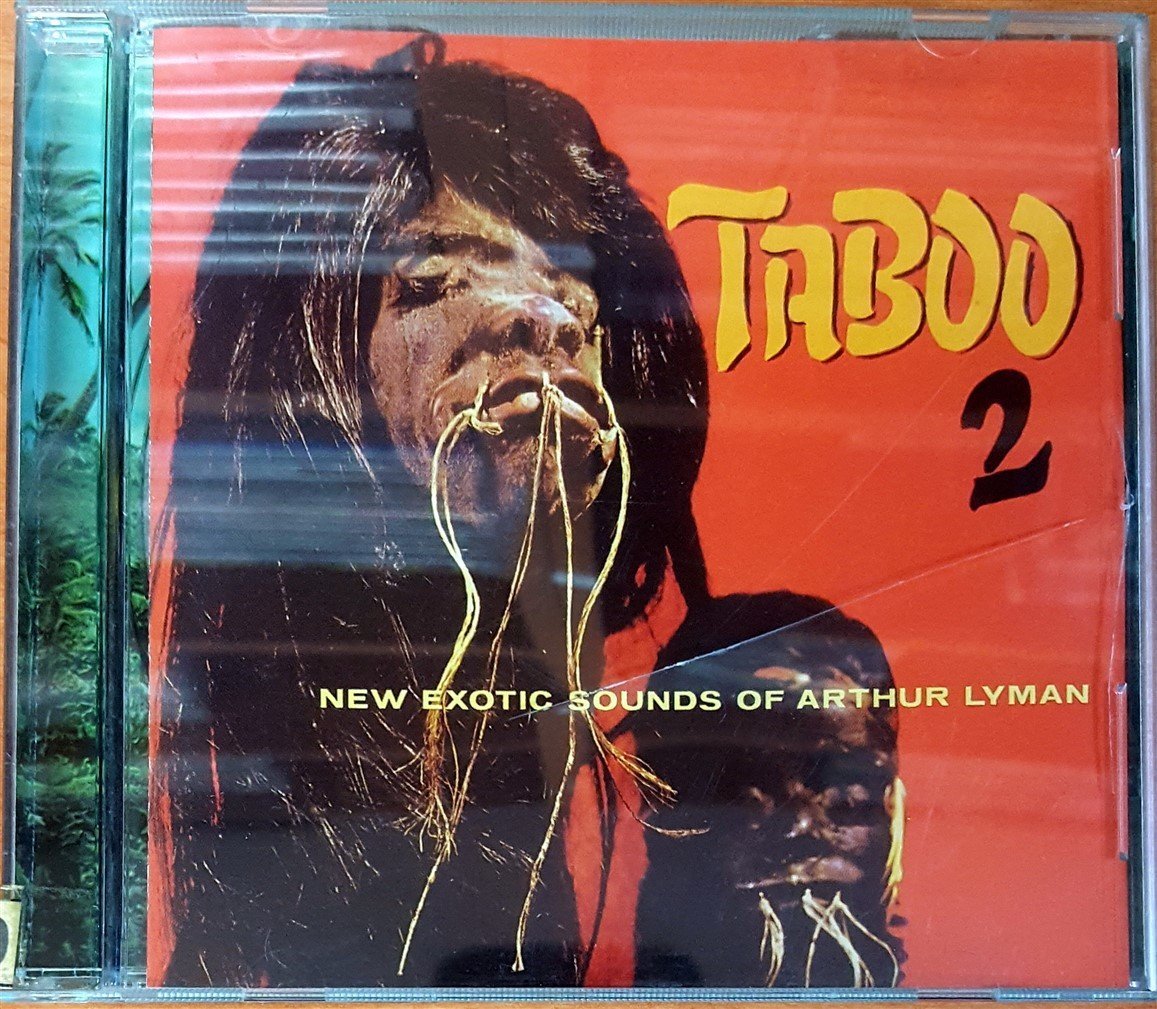 TABOO
2
NEW EXOTIC SOUNDS OF ARTHUR LYMAN